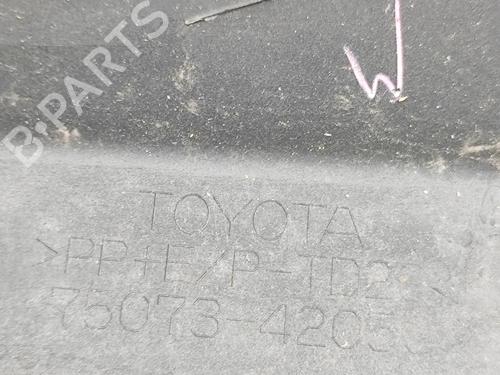 B-PARTS
W
TOYOTA
>PP+E/P-TD2
75073-4205